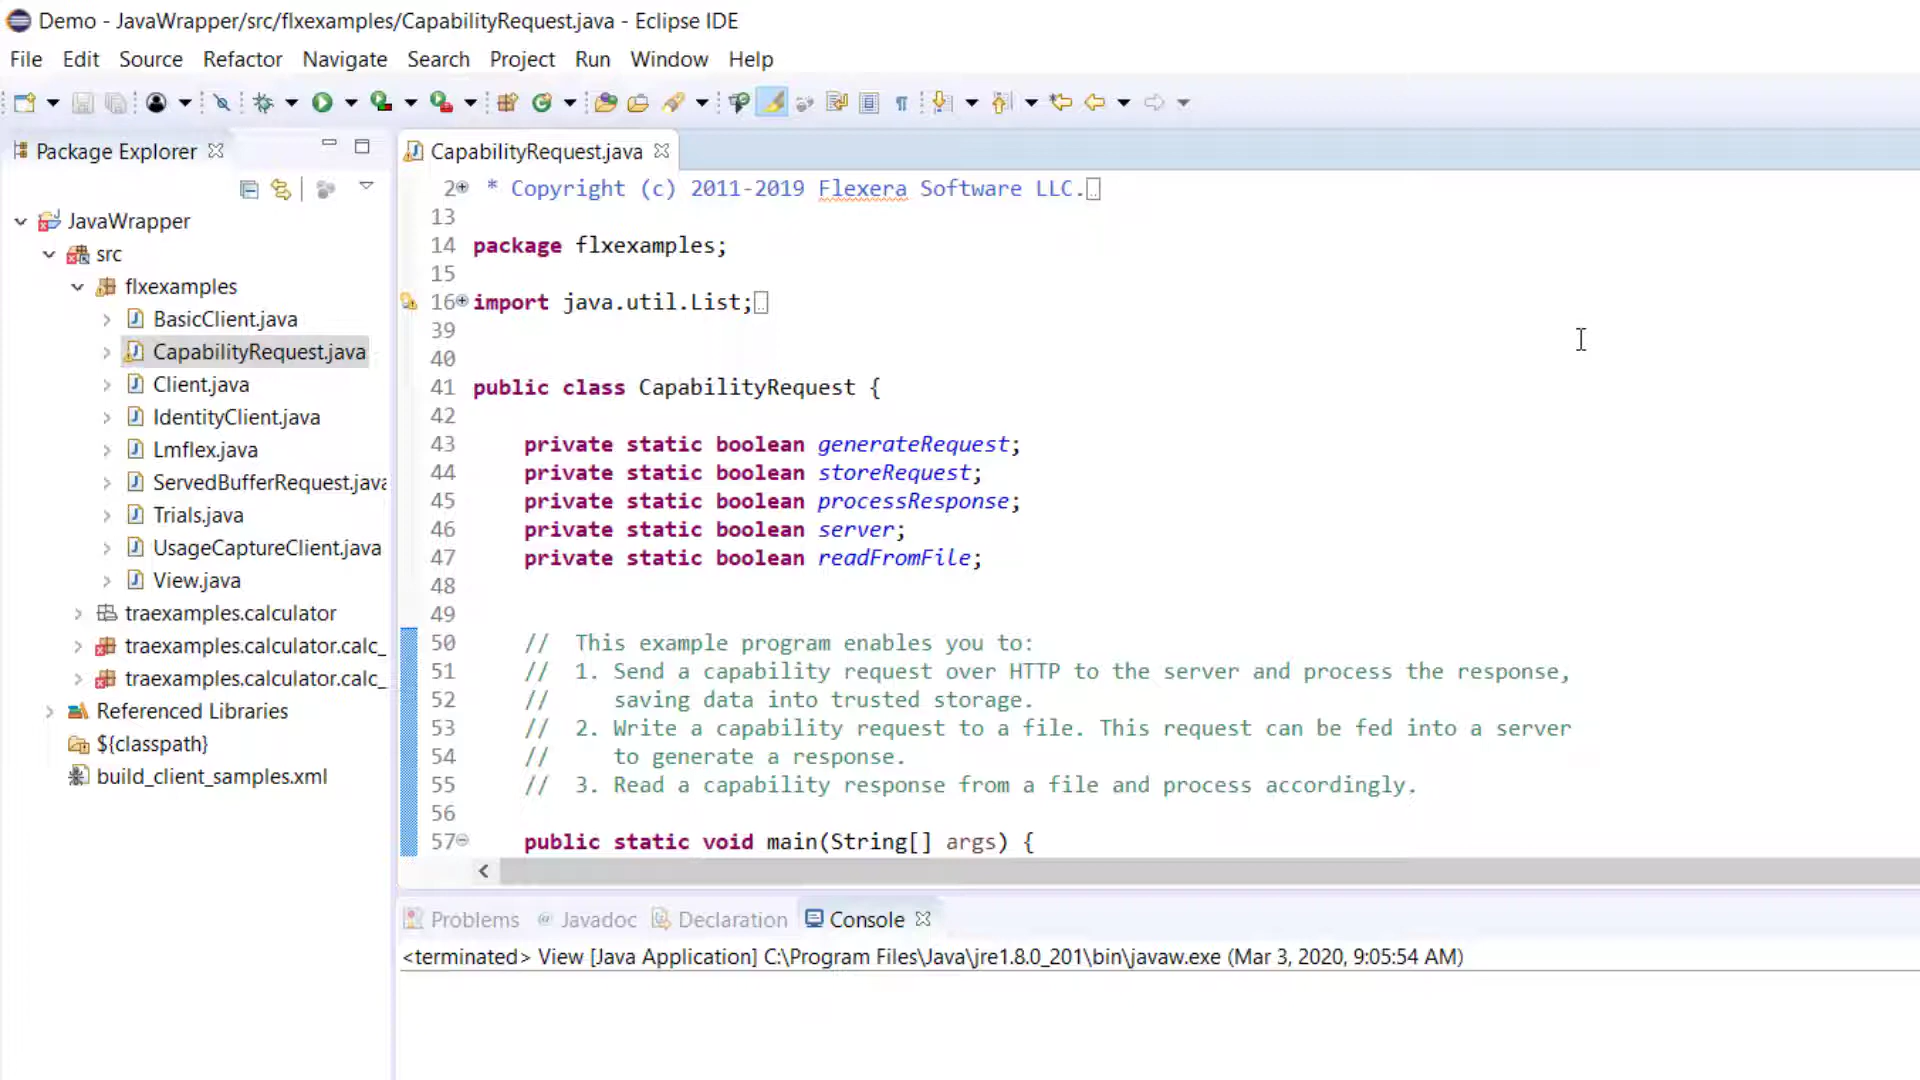 Demo - JavaWrapper/src/flxexamples/CapabilityRequest.java - Eclipse IDE
File Edit Source Refactor Navigate Search Project Run Window Help
Package Explorer
JavaWrapper
src
flxexamples
BasicClient.java
CapabilityRequest.java
Client.java
IdentityClient.java
Lmflex.java
ServedBufferRequest.java
Trials.java
UsageCaptureClient.java
View.java
traexamples.calculator
traexamples.calculator.calc_
traexamples.calculator.calc_
Referenced Libraries
${classpath}
build_client_samples.xml
CapabilityRequest.java
2 * Copyright (c) 2011-2019 Flexera Software LLC.
13
14 package flxexamples;
15
16 import java.util.List;
39
40
41 public class CapabilityRequest {
42
43 private static boolean generateRequest;
44 private static boolean storeRequest;
45 private static boolean processResponse;
46 private static boolean server;
47 private static boolean readFromFile;
48
49
50 // This example program enables you to:
51 // 1. Send a capability request over HTTP to the server and process the response,
52 // saving data into trusted storage.
53 // 2. Write a capability request to a file. This request can be fed into a server
54 // to generate a response.
55 // 3. Read a capability response from a file and process accordingly.
56
57 public static void main(String[] args) {
Problems Javadoc Declaration Console
<terminated> View [Java Application] C:\Program Files\Java\jre1.8.0_201\bin\javaw.exe (Mar 3, 2020, 9:05:54 AM)